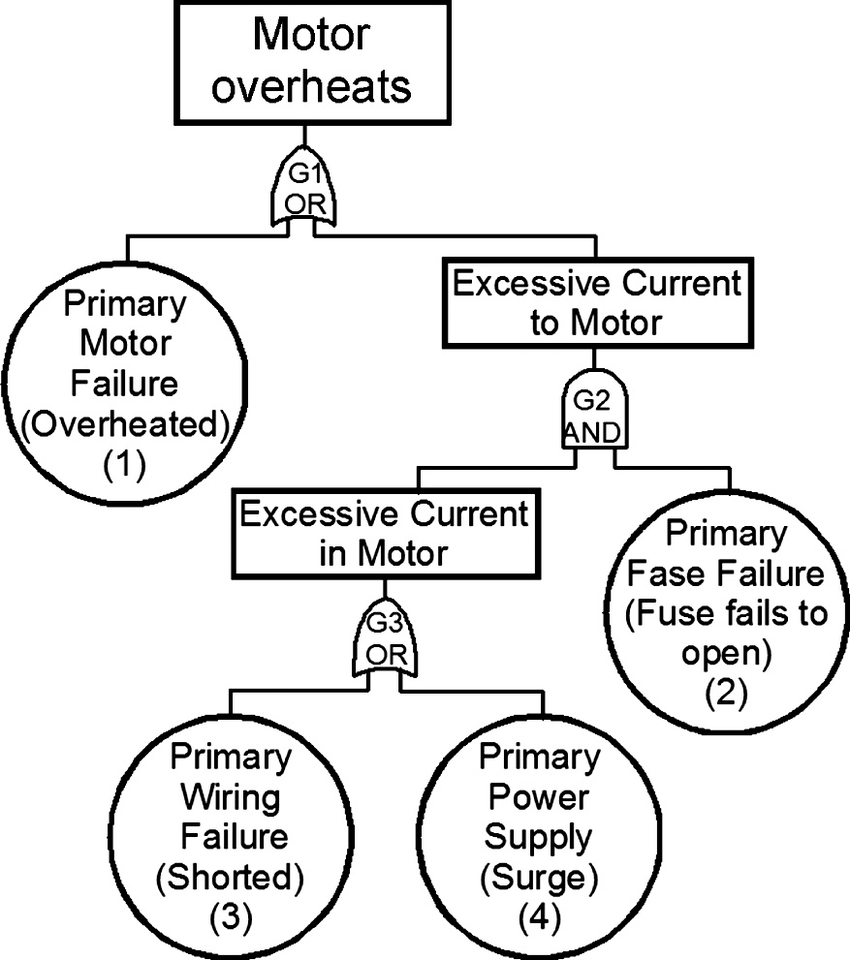 Motor
overheats
G1
OR
Primary
Motor
Failure
(Overheated)
(1)
Excessive Current
to Motor
G2
AND
Excessive Current
in Motor
Primary
Fase Failure
(Fuse fails to
open)
(2)
G3
OR
Primary
Wiring
Failure
(Shorted)
(3)
Primary
Power
Supply
(Surge)
(4)